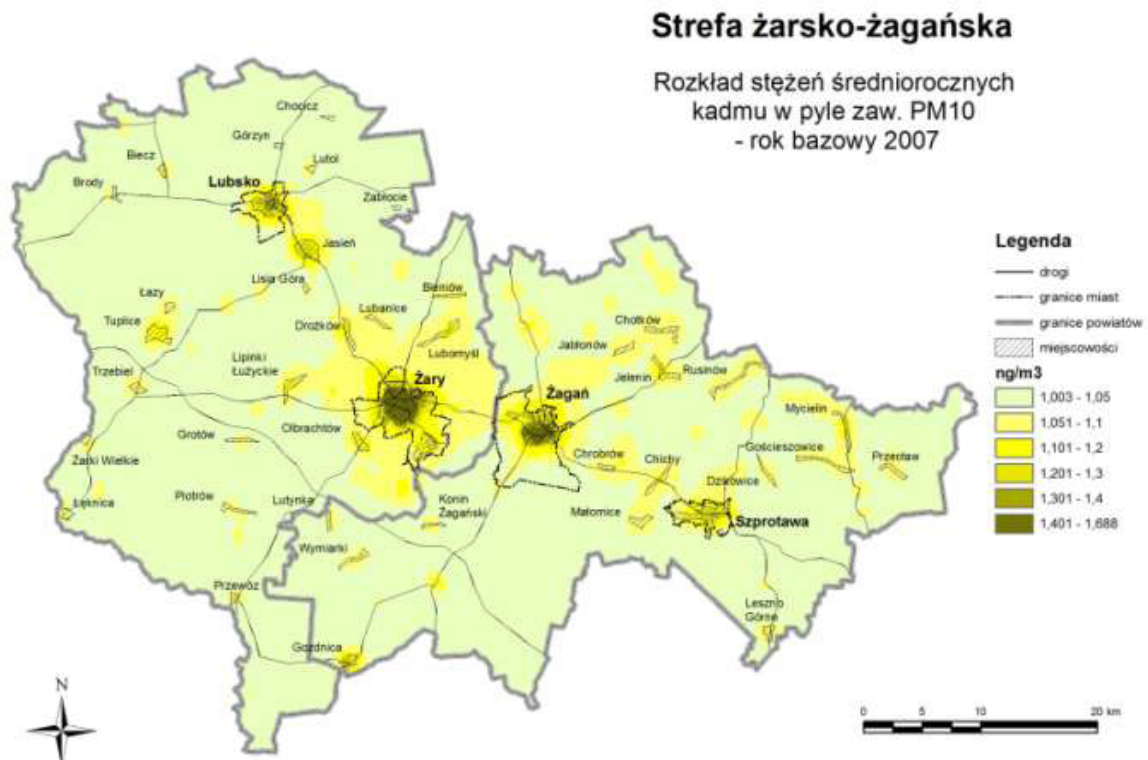 Strefa żarsko-żagańska
Rozkład stężeń średniorocznych
kadmu w pyle zaw. PM10
- rok bazowy 2007
Chocicz
Górzyn
Biecz
Lutol
Brody
Lubsko
Zabłocie
Jasień
Lisia Góra
Bieniów
Łazy
Lubanice
Tuplice
Drożków
Chotków
Lubomyśl
Jabłonów
Trzebiel
Lipinki
Łużyckie
Jelenin
Rusinów
Żary
Żagań
Mycielin
Grotów
Olbrachtów
Gościeszowice
Żarki Wielkie
Chrobrów
Chichy
Przecław
Dzikowice
Łęknica
Piotrów
Lutynka
Konin
Żagański
Małomice
Szprotawa
Wymiarki
Przewóz
Leszno
Górne
Gozdnica
Legenda
drogi
granice miast
granice powiatów
miejscowości
ng/m3
1,003 - 1,05
1,051 - 1,1
1,101 - 1,2
1,201 - 1,3
1,301 - 1,4
1,401 - 1,688
N
0 5 10 20 km